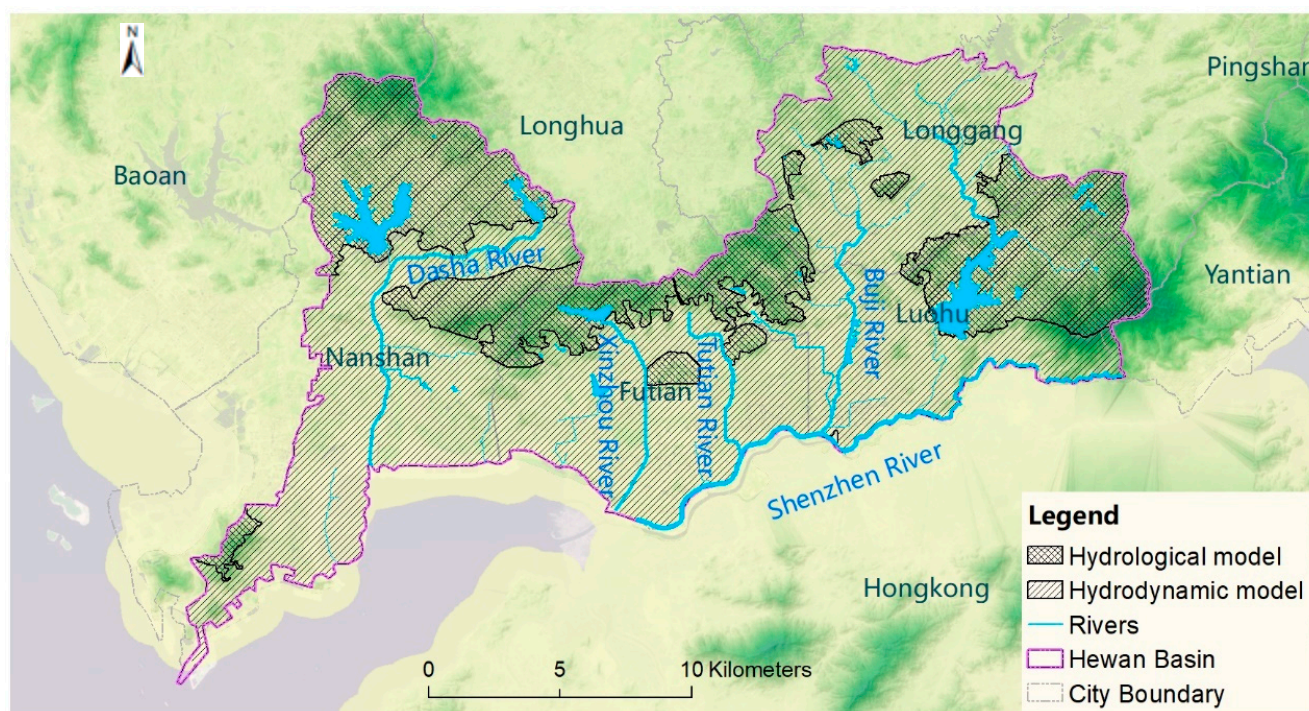 N
Pingshan
Longhua
Longgang
Baoan
Dasha River
Yantian
Buji River
Luohu
Nanshan
Xinzhou River
Futian
Tutian River
Shenzhen River
Hongkong
0 5 10 Kilometers
Legend
Hydrological model
Hydrodynamic model
Rivers
Hewan Basin
City Boundary